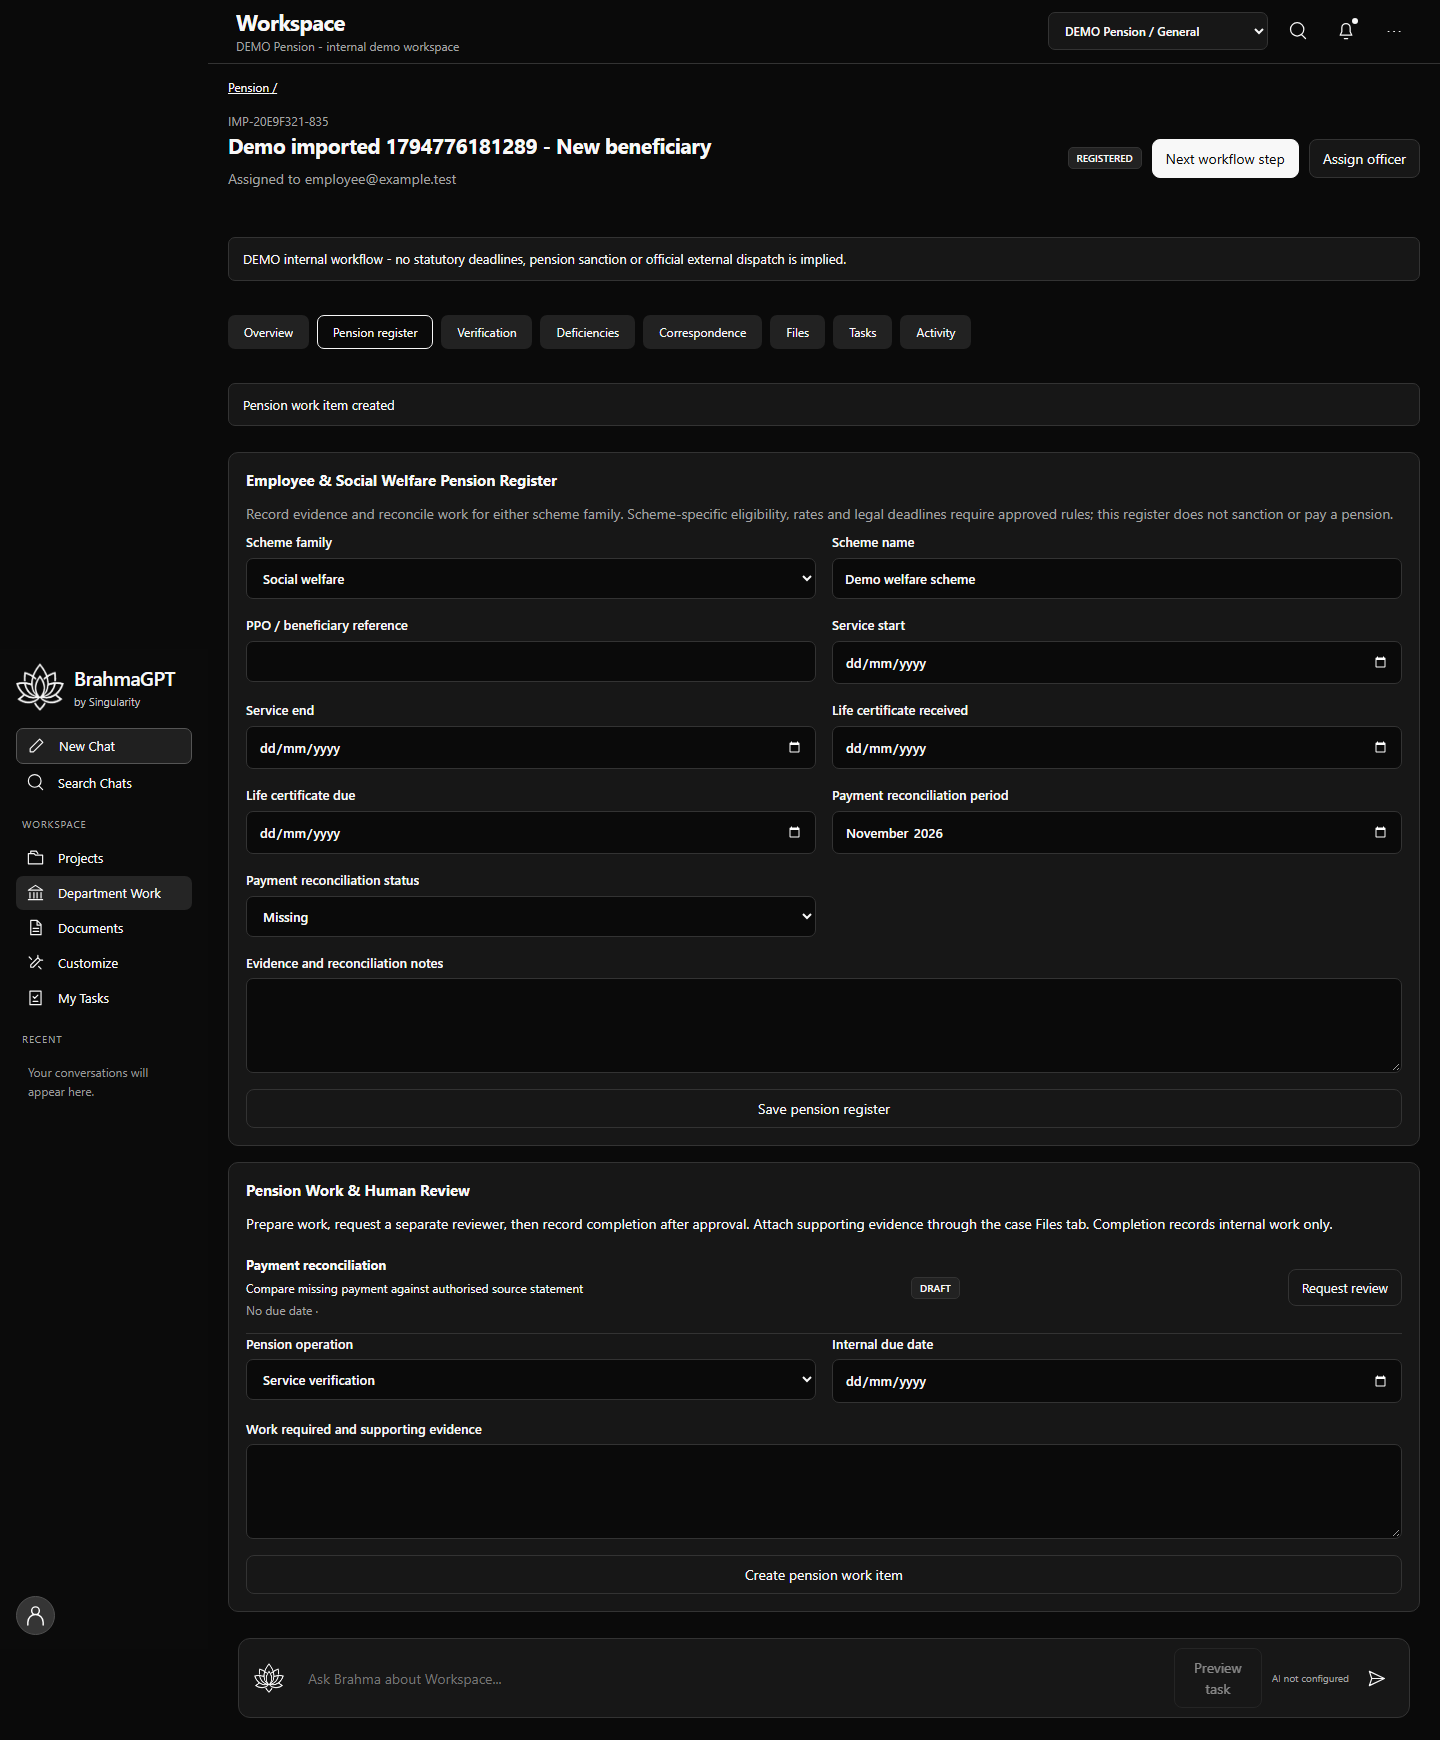 Workspace
DEMO Pension - internal demo workspace
DEMO Pension / General
...
Pension /
IMP-20E9F321-835
Demo imported 1794776181289 - New beneficiary
Assigned to employee@example.test
REGISTERED
Next workflow step
Assign officer
DEMO internal workflow - no statutory deadlines, pension sanction or official external dispatch is implied.
Overview
Pension register
Verification
Deficiencies
Correspondence
Files
Tasks
Activity
Pension work item created
Employee & Social Welfare Pension Register
Record evidence and reconcile work for either scheme family. Scheme-specific eligibility, rates and legal deadlines require approved rules; this register does not sanction or pay a pension.
Scheme family
Social welfare
Scheme name
Demo welfare scheme
PPO / beneficiary reference
Service start
dd/mm/yyyy
Service end
dd/mm/yyyy
Life certificate received
dd/mm/yyyy
Life certificate due
dd/mm/yyyy
Payment reconciliation period
November 2026
Payment reconciliation status
Missing
Evidence and reconciliation notes
Save pension register
Pension Work & Human Review
Prepare work, request a separate reviewer, then record completion after approval. Attach supporting evidence through the case Files tab. Completion records internal work only.
Payment reconciliation
Compare missing payment against authorised source statement
No due date ·
DRAFT
Request review
Pension operation
Service verification
Internal due date
dd/mm/yyyy
Work required and supporting evidence
Create pension work item
BrahmaGPT
by Singularity
New Chat
Search Chats
WORKSPACE
Projects
Department Work
Documents
Customize
My Tasks
RECENT
Your conversations will
appear here.
Ask Brahma about Workspace...
Preview
task
AI not configured